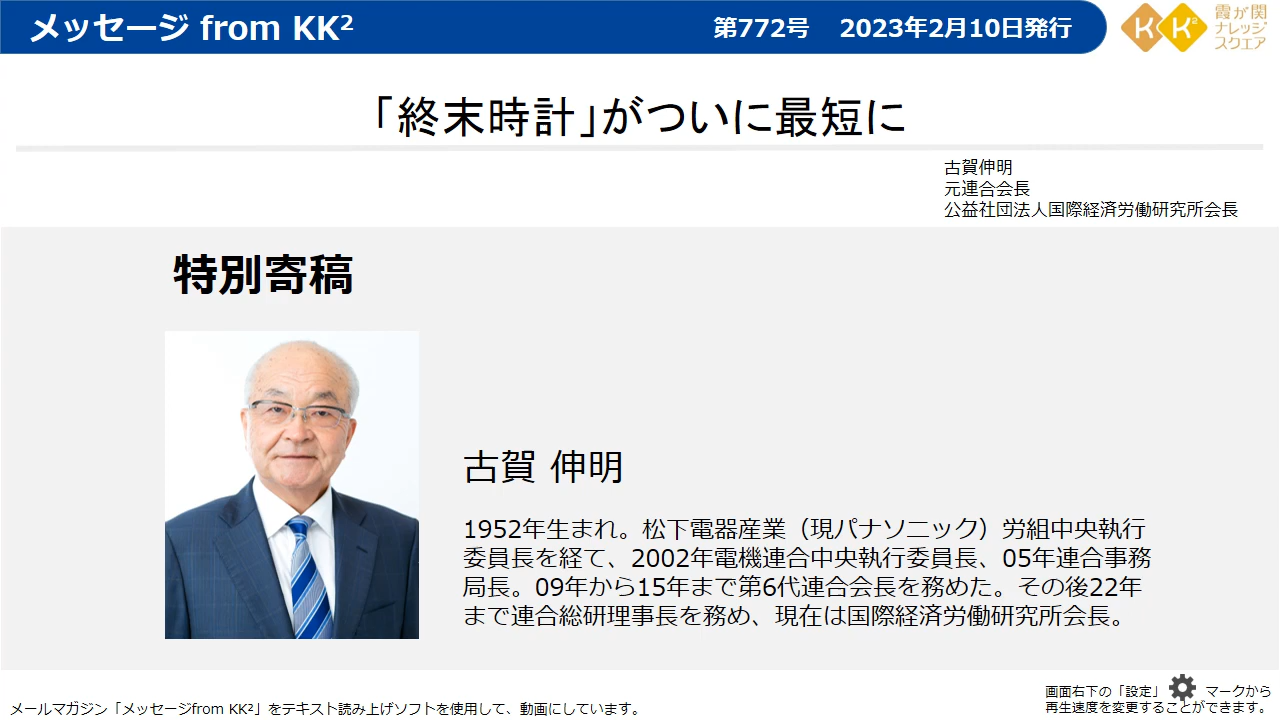 メッセージ from KK²
第772号 2023年2月10日発行
霞が関
ナレッジ
スクエア
K K²
「終末時計」がついに最短に
古賀伸明
元連合会長
公益社団法人国際経済労働研究所会長
特別寄稿
古賀 伸明
1952年生まれ。松下電器産業（現パナソニック）労組中央執行
委員長を経て、2002年電機連合中央執行委員長、05年連合事務
局長。09年から15年まで第6代連合会長を務めた。その後22年
まで連合総研理事長を務め、現在は国際経済労働研究所会長。
画面右下の「設定」 マークから
再生速度を変更することができます。
メールマガジン「メッセージfrom KK²」をテキスト読み上げソフトを使用して、動画にしています。